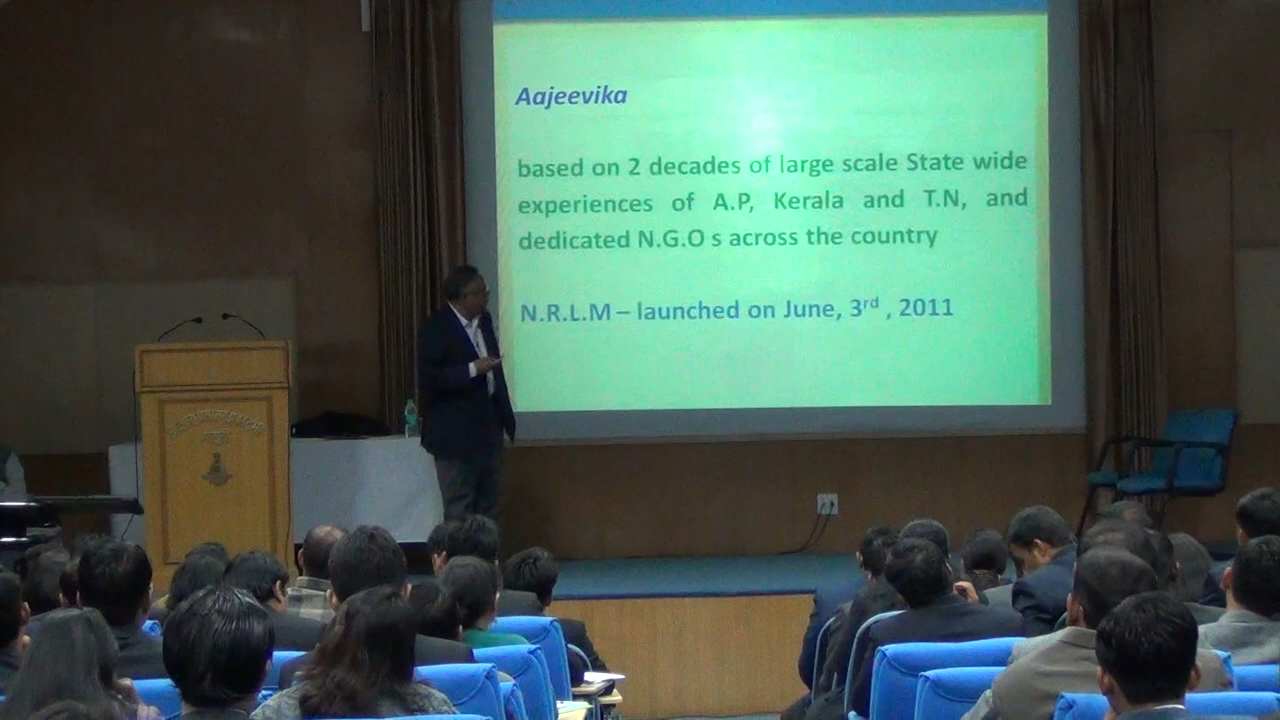 Aajeevika
based on 2 decades of large scale State wide
experiences of A.P, Kerala and T.N, and
dedicated N.G.O s across the country
N.R.L.M – launched on June, 3rd , 2011